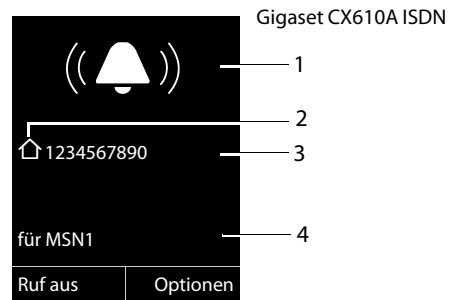 Gigaset CX610A ISDN
1
2
1234567890
3
für MSN1
4
Ruf aus
Optionen